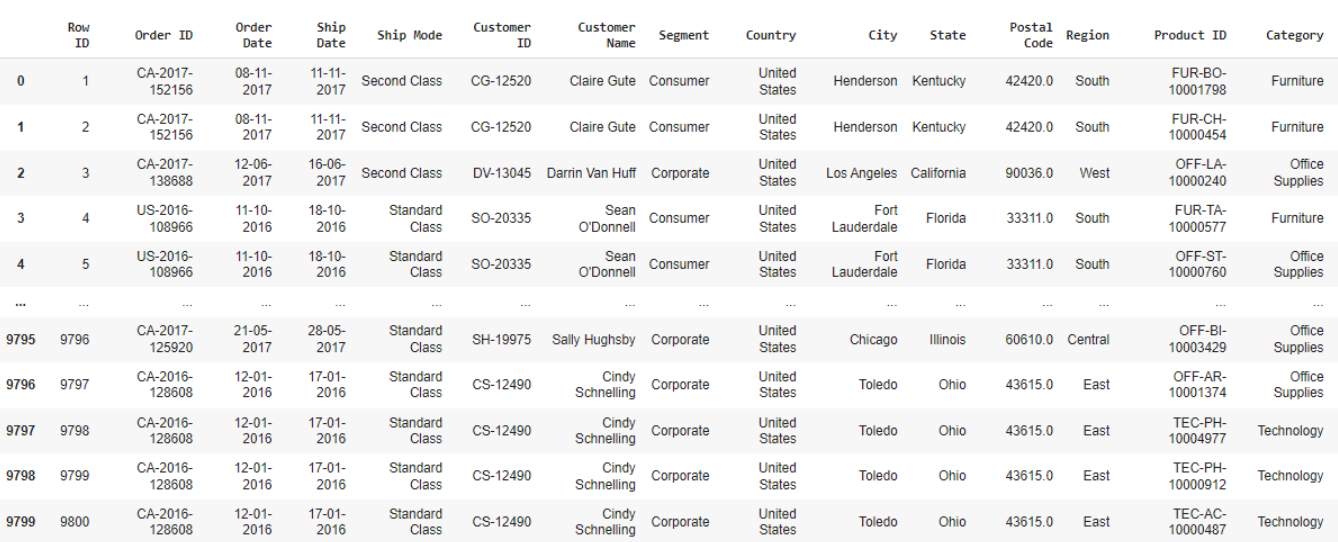 Row ID Order ID Order Date Ship Date Ship Mode Customer ID Customer Name Segment Country City State Postal Code Region Product ID Category
0 1 CA-2017-152156 08-11-2017 11-11-2017 Second Class CG-12520 Claire Gute Consumer United States Henderson Kentucky 42420.0 South FUR-BO-10001798 Furniture
1 2 CA-2017-152156 08-11-2017 11-11-2017 Second Class CG-12520 Claire Gute Consumer United States Henderson Kentucky 42420.0 South FUR-CH-10000454 Furniture
2 3 CA-2017-138688 12-06-2017 16-06-2017 Second Class DV-13045 Darrin Van Huff Corporate United States Los Angeles California 90036.0 West OFF-LA-10000240 Office Supplies
3 4 US-2016-108966 11-10-2016 18-10-2016 Standard Class SO-20335 Sean O'Donnell Consumer United States Fort Lauderdale Florida 33311.0 South FUR-TA-10000577 Furniture
4 5 US-2016-108966 11-10-2016 18-10-2016 Standard Class SO-20335 Sean O'Donnell Consumer United States Fort Lauderdale Florida 33311.0 South OFF-ST-10000760 Office Supplies
... ... ... ... ... ... ... ... ... ... ... ... ... ... ... ...
9795 9796 CA-2017-125920 21-05-2017 28-05-2017 Standard Class SH-19975 Sally Hughsby Corporate United States Chicago Illinois 60610.0 Central OFF-BI-10003429 Office Supplies
9796 9797 CA-2016-128608 12-01-2016 17-01-2016 Standard Class CS-12490 Cindy Schnelling Corporate United States Toledo Ohio 43615.0 East OFF-AR-10001374 Office Supplies
9797 9798 CA-2016-128608 12-01-2016 17-01-2016 Standard Class CS-12490 Cindy Schnelling Corporate United States Toledo Ohio 43615.0 East TEC-PH-10004977 Technology
9798 9799 CA-2016-128608 12-01-2016 17-01-2016 Standard Class CS-12490 Cindy Schnelling Corporate United States Toledo Ohio 43615.0 East TEC-PH-10000912 Technology
9799 9800 CA-2016-128608 12-01-2016 17-01-2016 Standard Class CS-12490 Cindy Schnelling Corporate United States Toledo Ohio 43615.0 East TEC-AC-10000487 Technology